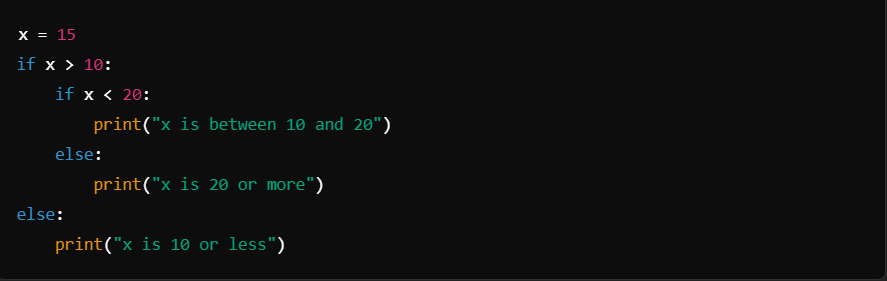 x = 15
if x > 10:
    if x < 20:
        print("x is between 10 and 20")
    else:
        print("x is 20 or more")
else:
    print("x is 10 or less")